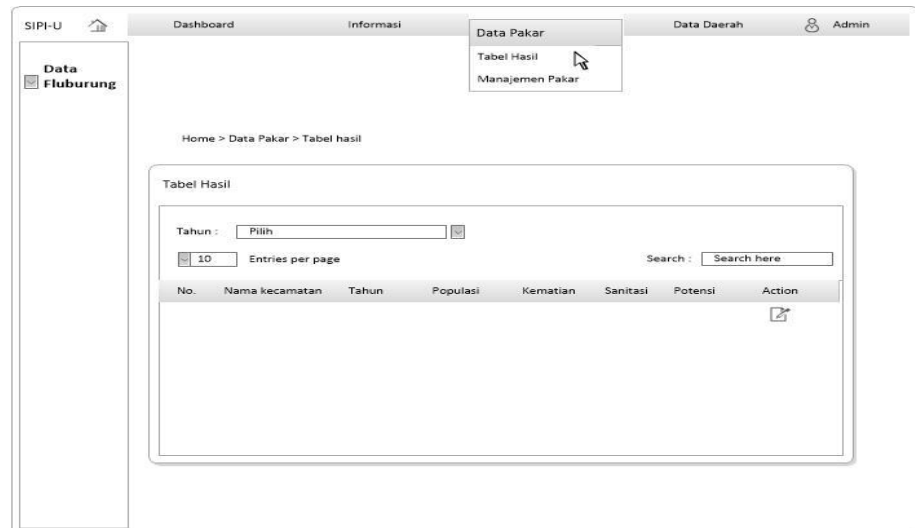 SIPI-U Dashboard Informasi Data Pakar Data Daerah Admin
Tabel Hasil
Manajemen Pakar
Data
Fluburung
Home > Data Pakar > Tabel hasil
Tabel Hasil
Tahun : Pilih
10 Entries per page Search : Search here
No. Nama kecamatan Tahun Populasi Kematian Sanitasi Potensi Action